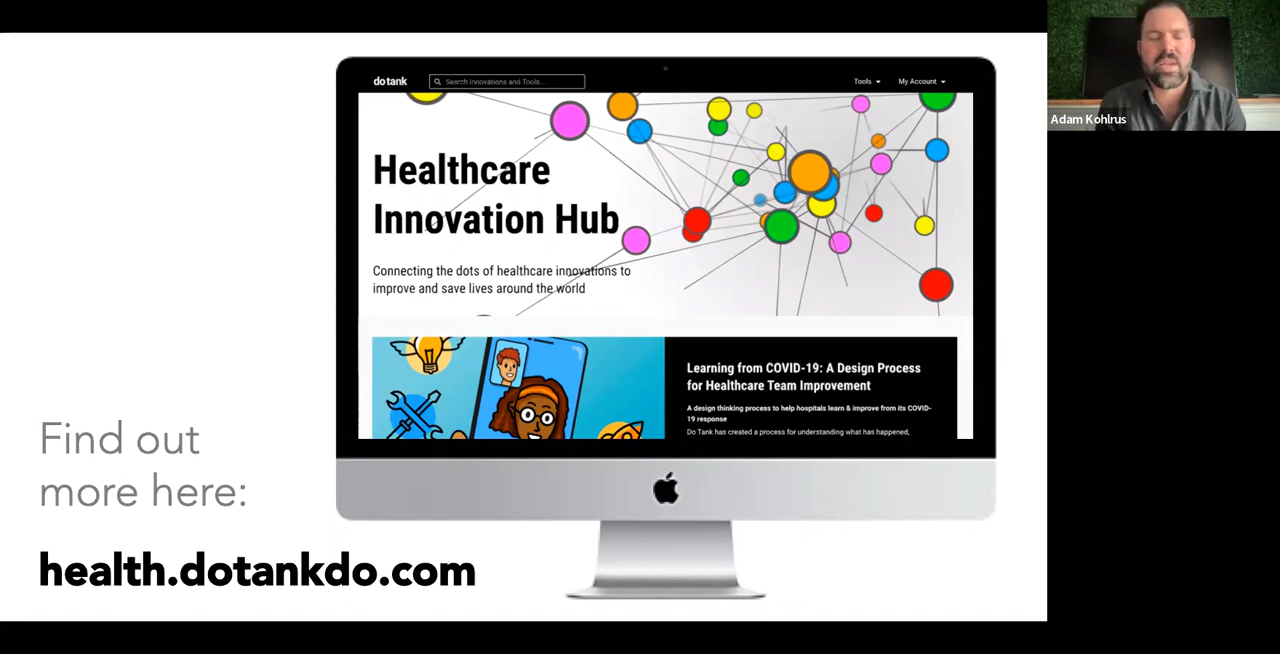 do tank
Search Innovations and Tools...
Tools
My Account
Adam Kohlrus
Healthcare
Innovation Hub
Connecting the dots of healthcare innovations to
improve and save lives around the world
Learning from COVID-19: A Design Process
for Healthcare Team Improvement
A design thinking process to help hospitals learn & improve from its COVID-
19 response
Do Tank has created a process for understanding what has happened,
Find out
more here:
health.dotankdo.com